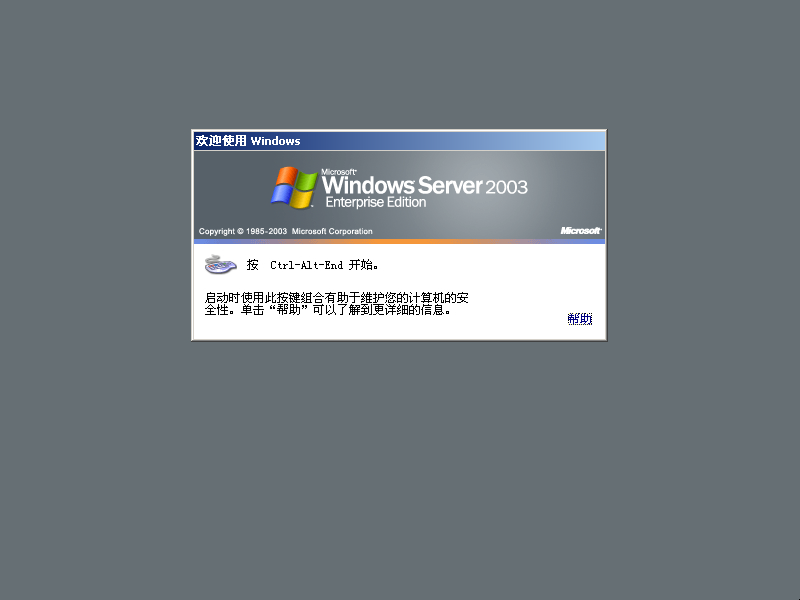 欢迎使用 Windows
Microsoft
Windows Server 2003
Enterprise Edition
Copyright © 1985-2003 Microsoft Corporation
Microsoft
按 Ctrl-Alt-End 开始。
启动时使用此按键组合有助于维护您的计算机的安
全性。单击“帮助”可以了解到更详细的信息。
帮助